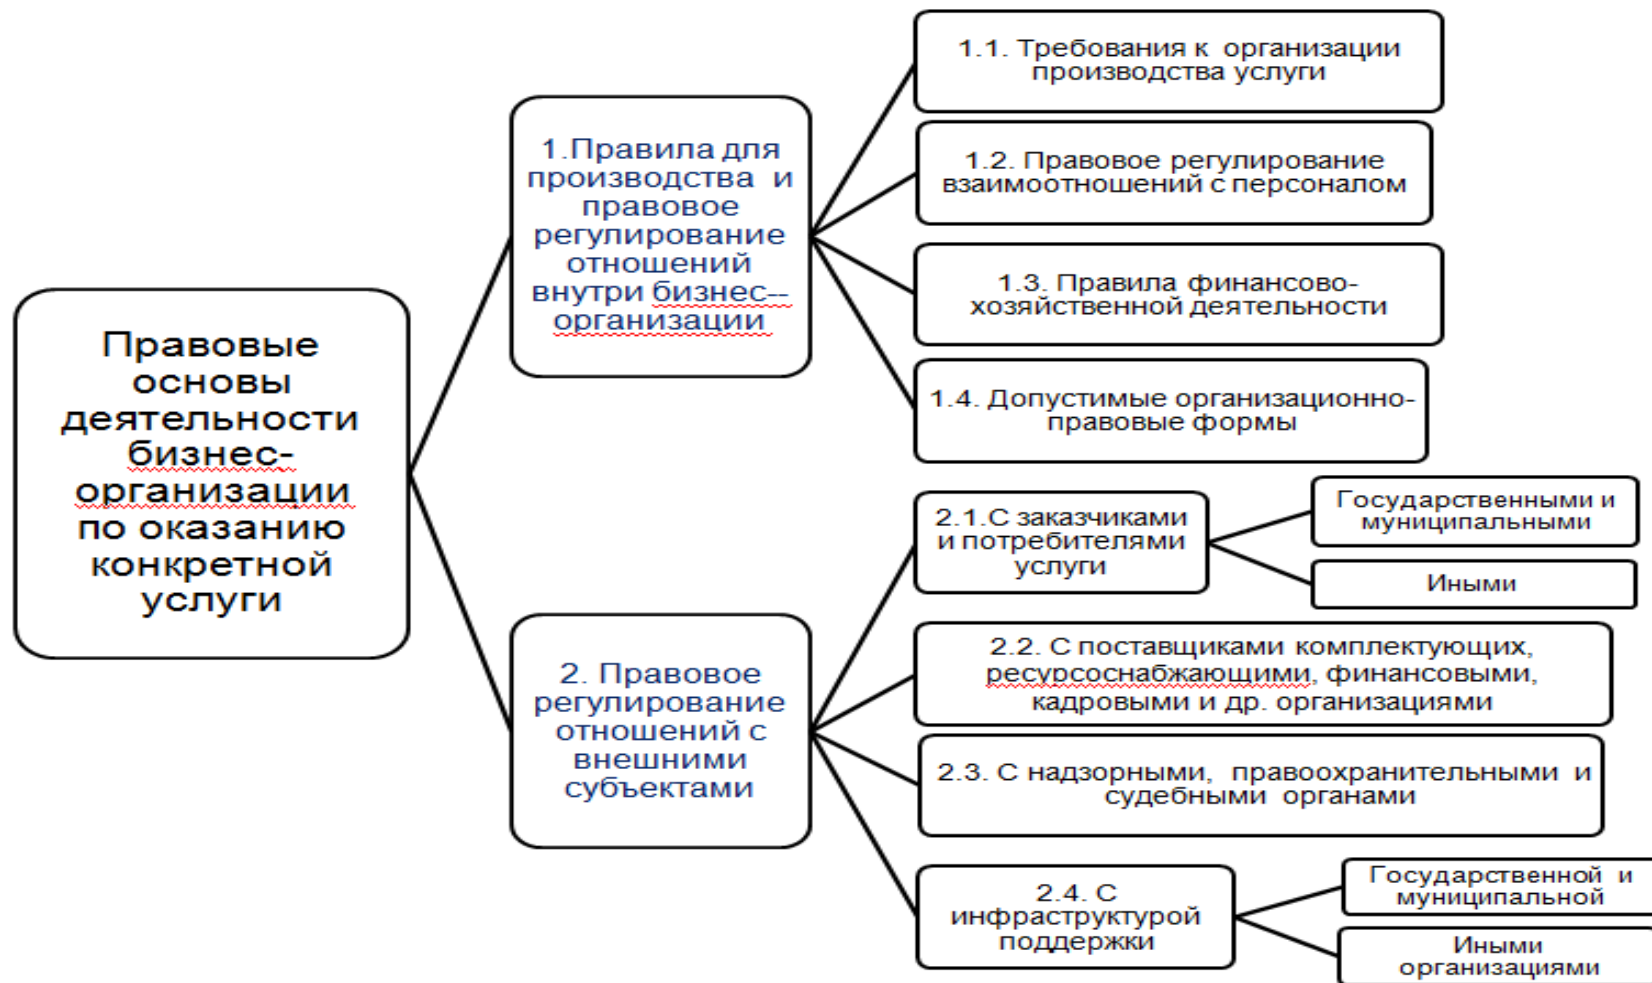 Правовые
основы
деятельности
бизнес-
организации
по оказанию
конкретной
услуги
1.Правила для
производства и
правовое
регулирование
отношений
внутри бизнес--
организации
1.1. Требования к организации
производства услуги
1.2. Правовое регулирование
взаимоотношений с персоналом
1.3. Правила финансово-
хозяйственной деятельности
1.4. Допустимые организационно-
правовые формы
2. Правовое
регулирование
отношений с
внешними
субъектами
2.1.С заказчиками
и потребителями
услуги
Государственными и
муниципальными
Иными
2.2. С поставщиками комплектующих,
ресурсоснабжающими, финансовыми,
кадровыми и др. организациями
2.3. С надзорными, правоохранительными и
судебными органами
2.4. С
инфраструктурой
поддержки
Государственной и
муниципальной
Иными
организациями